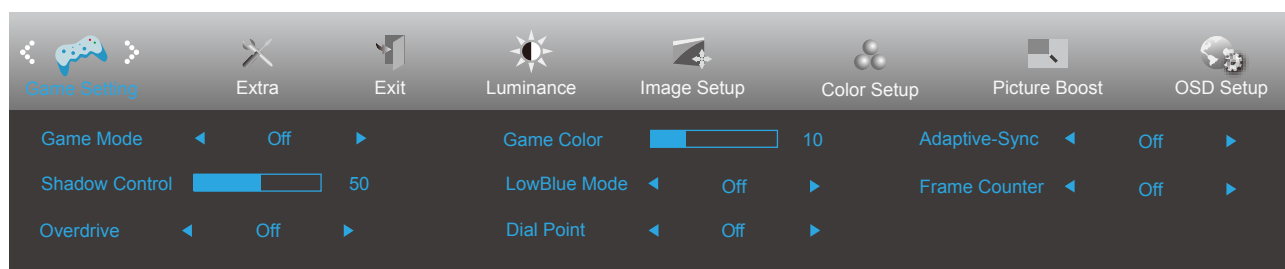 Game Setting Extra Exit Luminance Image Setup Color Setup Picture Boost OSD Setup
Game Mode Off Game Color 10 Adaptive-Sync Off
Shadow Control 50 LowBlue Mode Off Frame Counter Off
Overdrive Off Dial Point Off